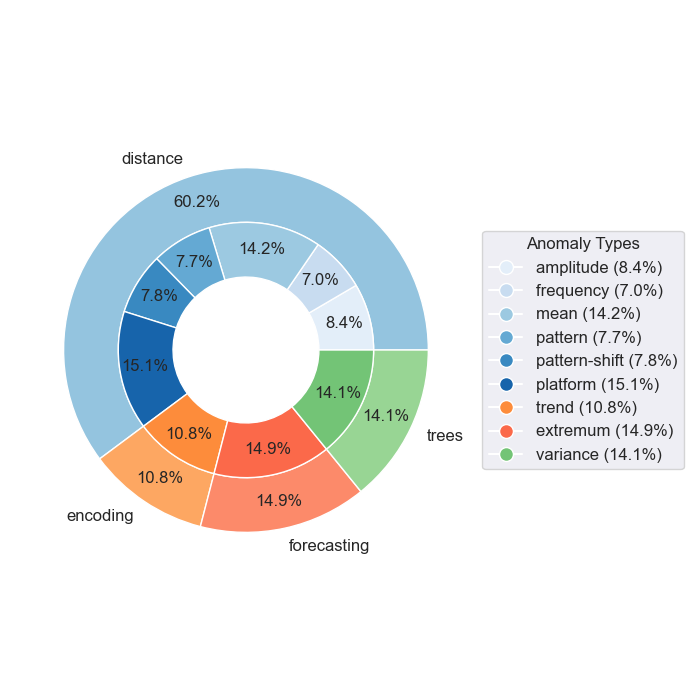 distance
60.2%
14.2%
7.7%
7.0%
7.8%
8.4%
15.1%
14.1%
14.1%
10.8%
14.9%
trees
10.8%
14.9%
encoding
forecasting
Anomaly Types
amplitude (8.4%)
frequency (7.0%)
mean (14.2%)
pattern (7.7%)
pattern-shift (7.8%)
platform (15.1%)
trend (10.8%)
extremum (14.9%)
variance (14.1%)